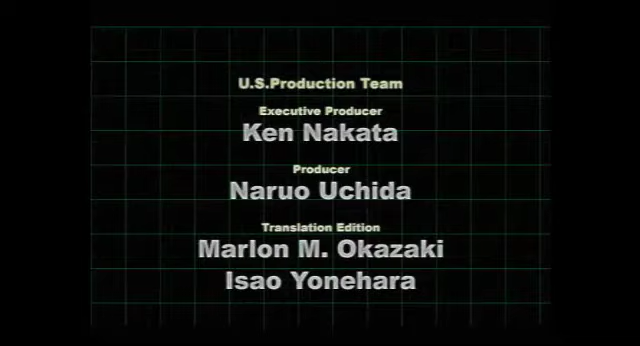 U.S.Production Team
Executive Producer
Ken Nakata
Producer
Naruo Uchida
Translation Edition
Marlon M. Okazaki
Isao Yonehara